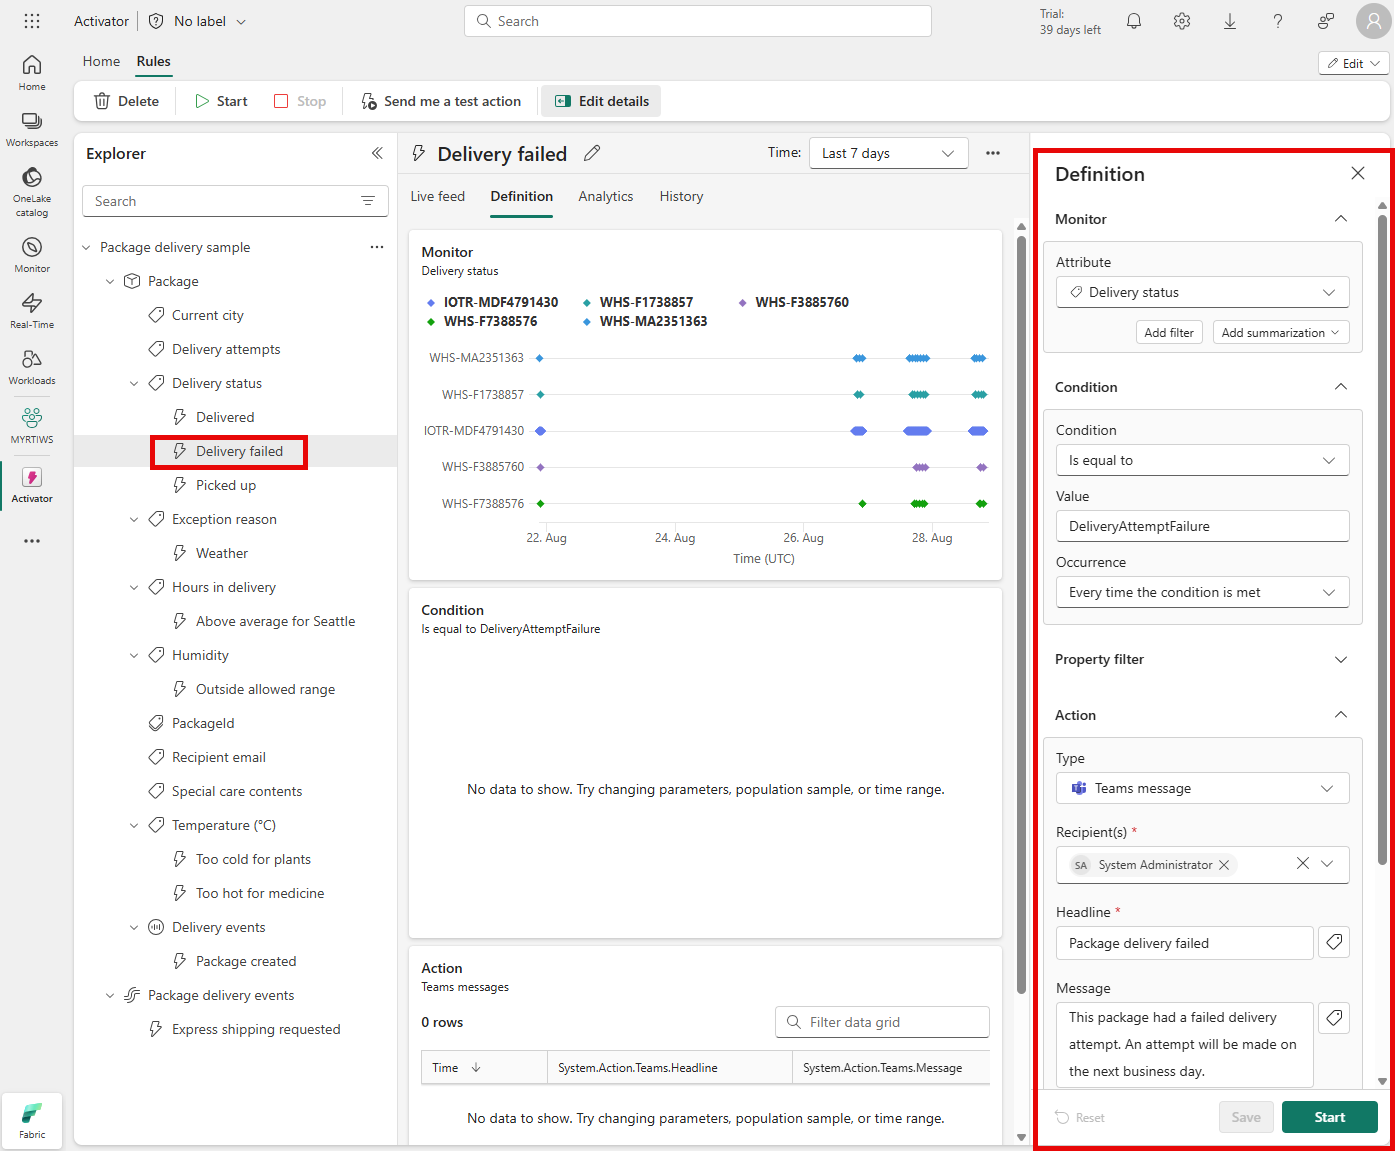 Activator
No label
Search
Trial:
39 days left
Home
Rules
Edit
Delete
Start
Stop
Send me a test action
Edit details
Home
Workspaces
OneLake
catalog
Monitor
Real-Time
Workloads
MYRTIWS
Activator
Fabric
Explorer
Search
Package delivery sample
Package
Current city
Delivery attempts
Delivery status
Delivered
Delivery failed
Picked up
Exception reason
Weather
Hours in delivery
Above average for Seattle
Humidity
Outside allowed range
PackageId
Recipient email
Special care contents
Temperature (°C)
Too cold for plants
Too hot for medicine
Delivery events
Package created
Package delivery events
Express shipping requested
Delivery failed
Time:
Last 7 days
Live feed
Definition
Analytics
History
Monitor
Delivery status
IOTR-MDF4791430
WHS-F1738857
WHS-F3885760
WHS-F7388576
WHS-MA2351363
WHS-MA2351363
WHS-F1738857
IOTR-MDF4791430
WHS-F3885760
WHS-F7388576
22. Aug
24. Aug
26. Aug
28. Aug
Time (UTC)
Condition
Is equal to DeliveryAttemptFailure
No data to show. Try changing parameters, population sample, or time range.
Action
Teams messages
0 rows
Filter data grid
Time
System.Action.Teams.Headline
System.Action.Teams.Message
No data to show. Try changing parameters, population sample, or time range.
Definition
Monitor
Attribute
Delivery status
Add filter
Add summarization
Condition
Condition
Is equal to
Value
DeliveryAttemptFailure
Occurrence
Every time the condition is met
Property filter
Action
Type
Teams message
Recipient(s) *
SA
System Administrator
Headline *
Package delivery failed
Message
This package had a failed delivery
attempt. An attempt will be made on
the next business day.
Reset
Save
Start